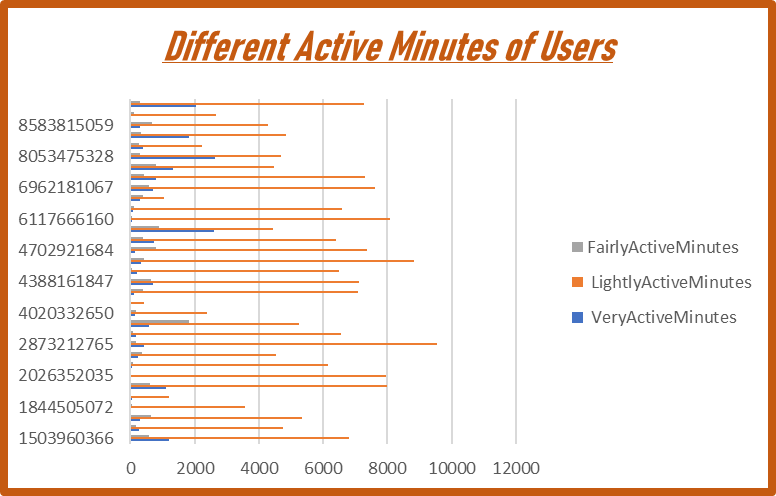 Different Active Minutes of Users
8583815059
8053475328
6962181067
6117666160
4702921684
4388161847
4020332650
2873212765
2026352035
1844505072
1503960366
0 2000 4000 6000 8000 10000 12000
FairlyActiveMinutes
LightlyActiveMinutes
VeryActiveMinutes